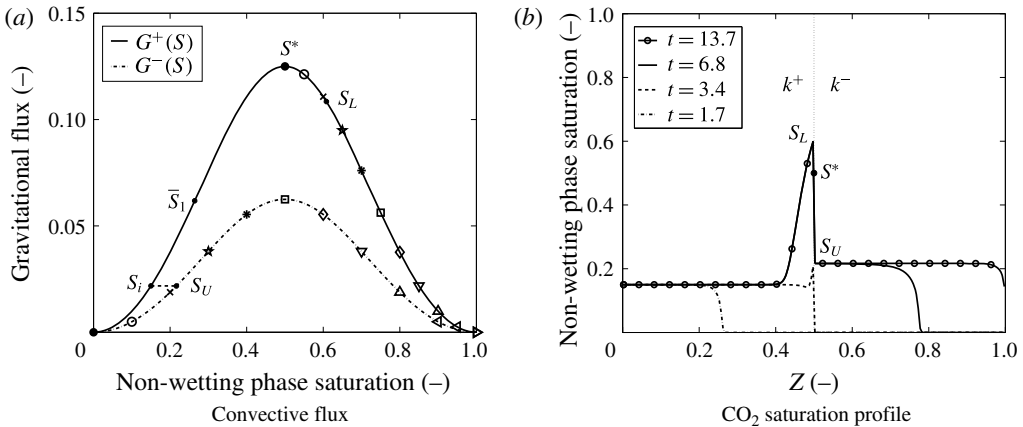 (a)
G⁺(S)
G⁻(S)
S*
S_L
S̅₁
S_i
S_U
0.15
0.10
0.05
0
0.2
0.4
0.6
0.8
1.0
Gravitational flux (–)
Non-wetting phase saturation (–)
Convective flux
(b)
t = 13.7
t = 6.8
t = 3.4
t = 1.7
k⁺
k⁻
S_L
S*
S_U
1.0
0.8
0.6
0.4
0.2
0
0.2
0.4
0.6
0.8
1.0
Non-wetting phase saturation (–)
Z (–)
CO₂ saturation profile